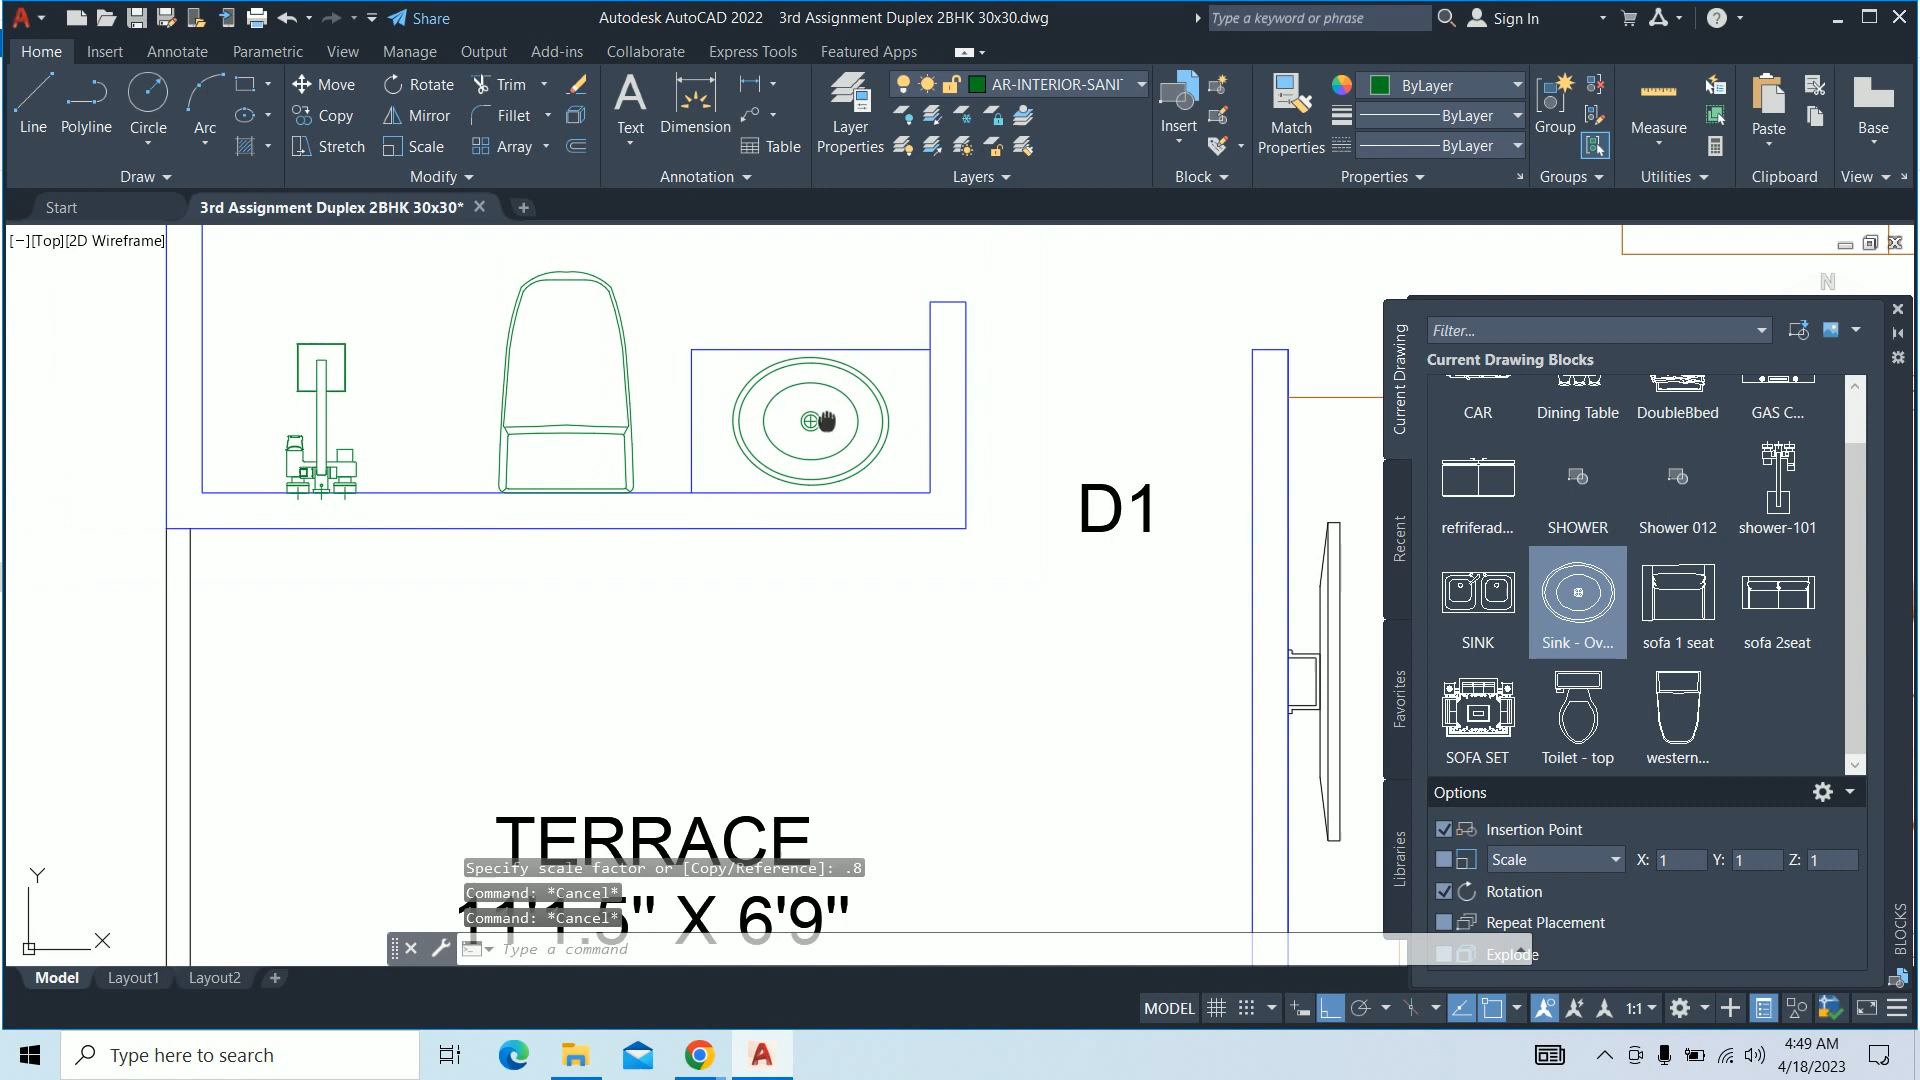 Share
Autodesk AutoCAD 2022 3rd Assignment Duplex 2BHK 30x30.dwg
Type a keyword or phrase
Sign In
Home Insert Annotate Parametric View Manage Output Add-ins Collaborate Express Tools Featured Apps
Line Polyline Circle Arc
Move Rotate Trim
Copy Mirror Fillet
Stretch Scale Array
Text Dimension Table
Layer Properties
AR-INTERIOR-SANI
Insert
Match Properties
ByLayer
ByLayer
ByLayer
Group Measure Paste Base
Draw Modify Annotation Layers Block Properties Groups Utilities Clipboard View
Start 3rd Assignment Duplex 2BHK 30x30*
[−][Top][2D Wireframe]
N
D1
TERRACE
11'1.5" X 6'9"
Y
X
Specify scale factor or [Copy/Reference]: .8
Command: *Cancel*
Command: *Cancel*
Type a command
Current Drawing
Recent
Favorites
Libraries
Filter...
Current Drawing Blocks
CAR Dining Table DoubleBbed GAS C...
refriferad... SHOWER Shower 012 shower-101
SINK Sink - Ov... sofa 1 seat sofa 2seat
SOFA SET Toilet - top western...
Options
Insertion Point
Scale X: 1 Y: 1 Z: 1
Rotation
Repeat Placement
Explode
BLOCKS
Model Layout1 Layout2
MODEL 1:1
Type here to search
4:49 AM
4/18/2023